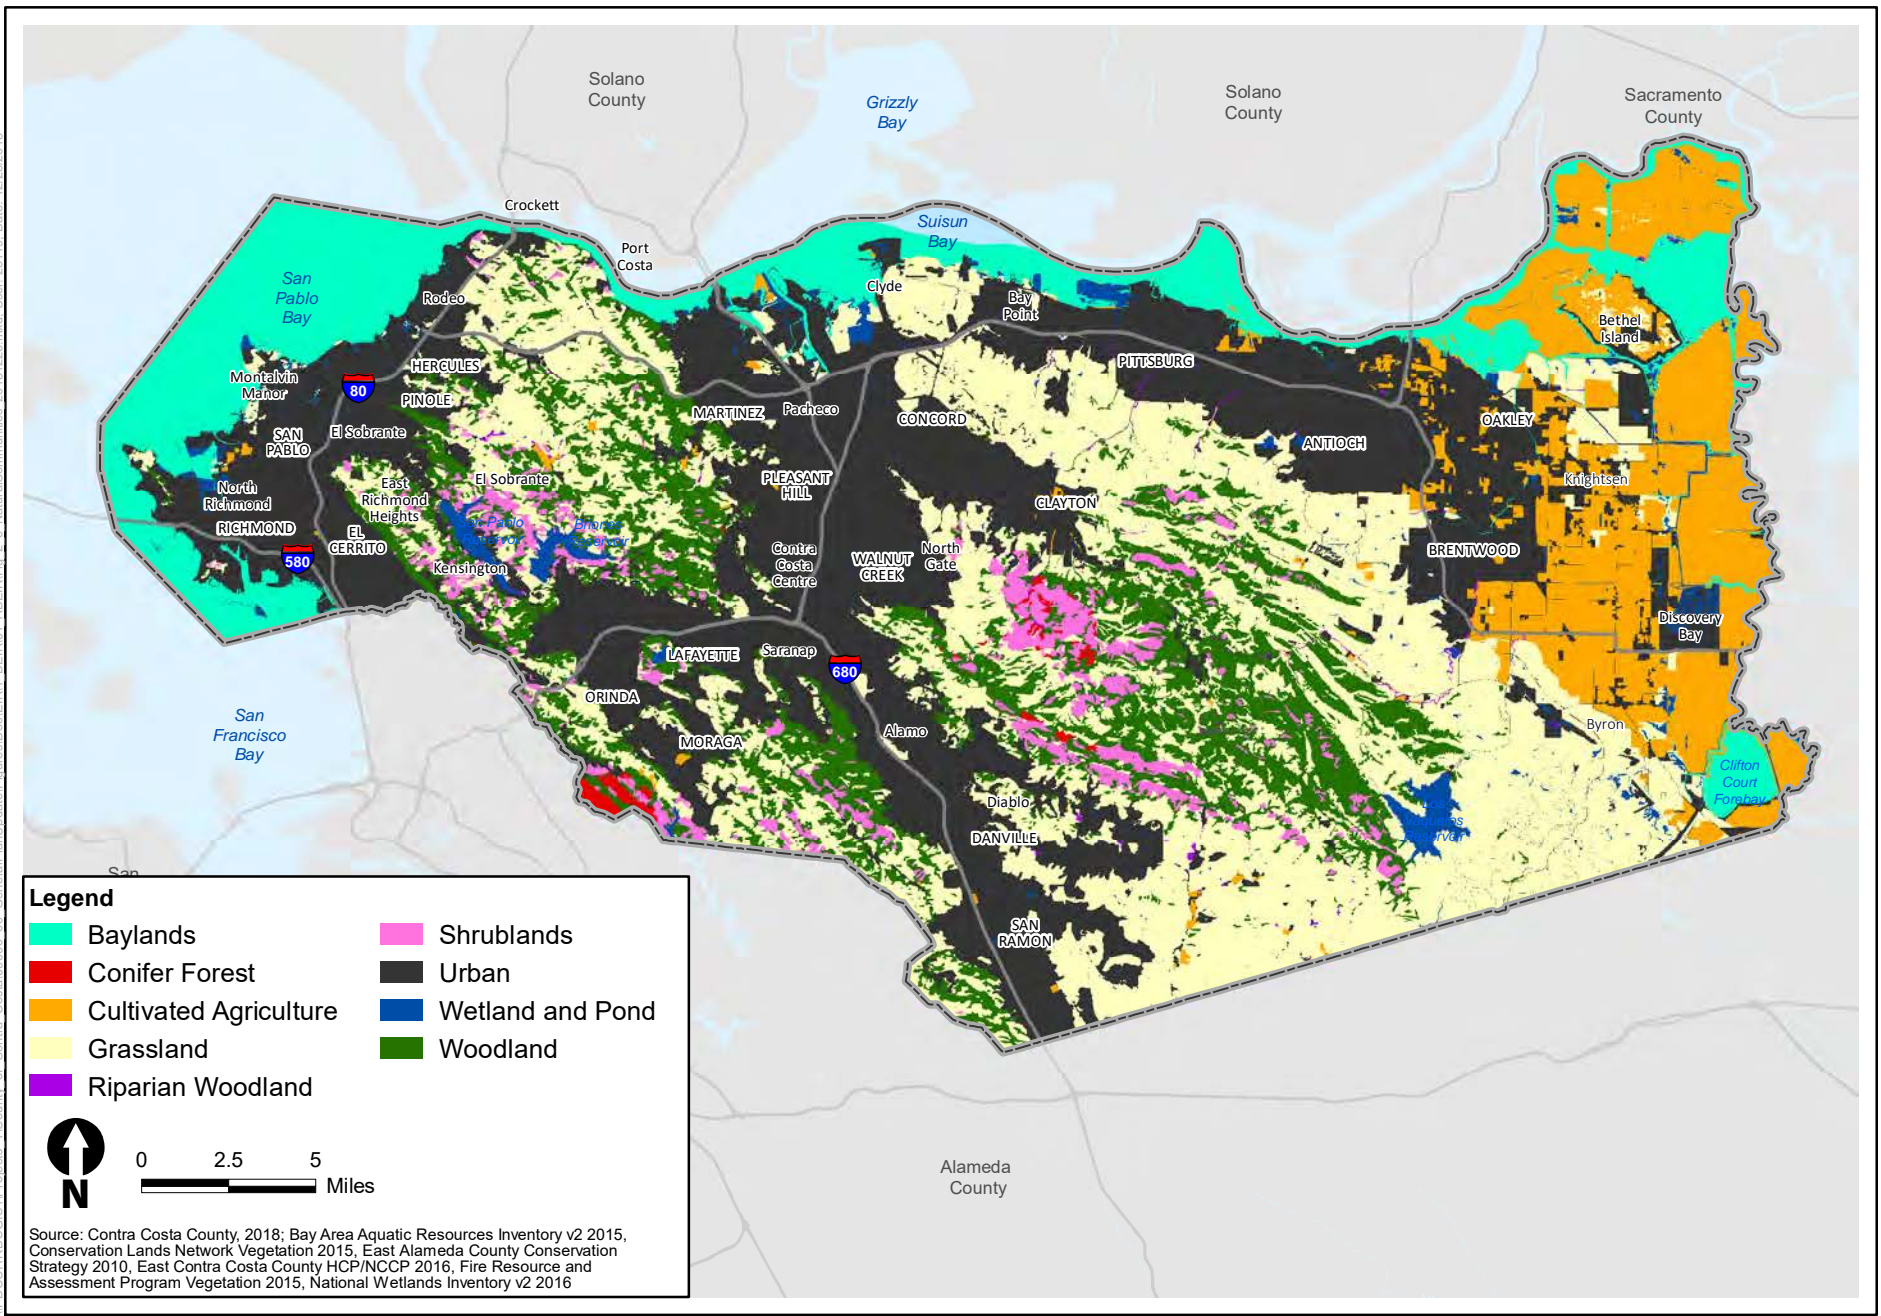 Solano
County
Grizzly
Bay
Solano
County
Sacramento
County
Crockett
Suisun
Bay
Port
Costa
San
Pablo
Bay
Rodeo
Clyde
Bay
Point
Bethel
Island
HERCULES
PITTSBURG
Montalvin
Manor
80
PINOLE
MARTINEZ
Pacheco
CONCORD
OAKLEY
SAN
PABLO
El Sobrante
ANTIOCH
North
Richmond
East
Richmond
Heights
El Sobrante
PLEASANT
HILL
Knightsen
CLAYTON
RICHMOND
EL
CERRITO
San Pablo
Reservoir
Briones
Reservoir
580
Kensington
Contra
Costa
Centre
WALNUT
CREEK
North
Gate
BRENTWOOD
Discovery
Bay
LAFAYETTE
Saranap
680
ORINDA
San
Francisco
Bay
MORAGA
Alamo
Byron
Clifton
Court
Forebay
Diablo
DANVILLE
San
SAN
RAMON
Alameda
County
Legend
Baylands
Conifer Forest
Cultivated Agriculture
Grassland
Riparian Woodland
Shrublands
Urban
Wetland and Pond
Woodland
N
0 2.5 5
Miles
Source: Contra Costa County, 2018; Bay Area Aquatic Resources Inventory v2 2015,
Conservation Lands Network Vegetation 2015, East Alameda County Conservation
Strategy 2010, East Contra Costa County HCP/NCCP 2016, Fire Resource and
Assessment Program Vegetation 2015, National Wetlands Inventory v2 2016